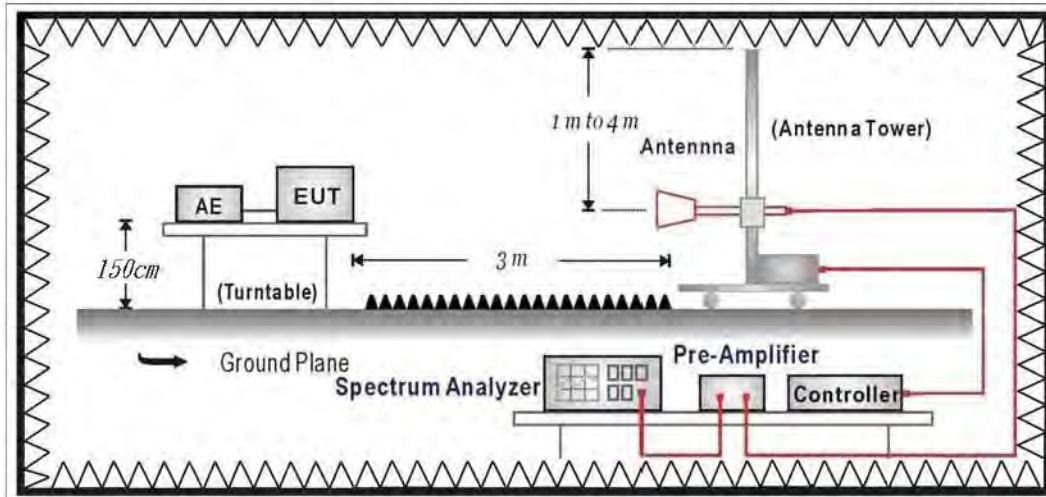 1 m to 4 m
(Antenna Tower)
Antennna
AE
EUT
150cm
3 m
(Turntable)
Ground Plane
Pre-Amplifier
Spectrum Analyzer
Controller